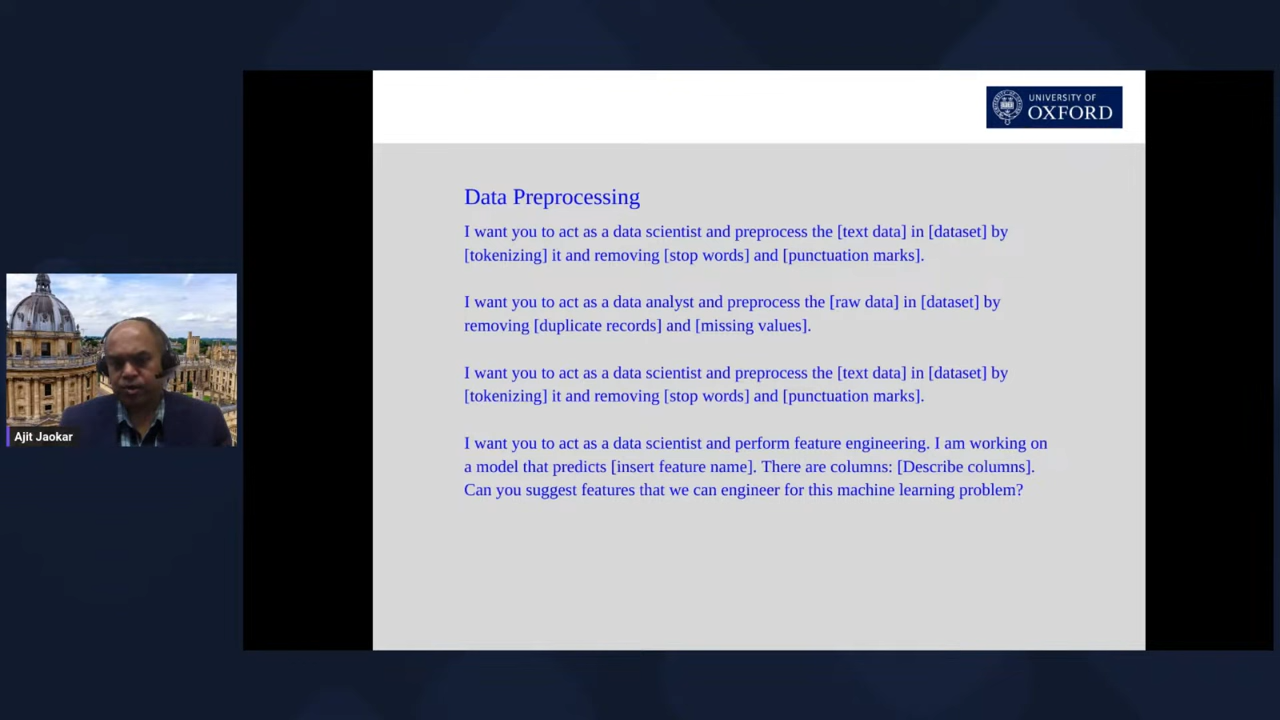 UNIVERSITY OF
OXFORD
Data Preprocessing
I want you to act as a data scientist and preprocess the [text data] in [dataset] by
[tokenizing] it and removing [stop words] and [punctuation marks].
I want you to act as a data analyst and preprocess the [raw data] in [dataset] by
removing [duplicate records] and [missing values].
I want you to act as a data scientist and preprocess the [text data] in [dataset] by
[tokenizing] it and removing [stop words] and [punctuation marks].
I want you to act as a data scientist and perform feature engineering. I am working on
a model that predicts [insert feature name]. There are columns: [Describe columns].
Can you suggest features that we can engineer for this machine learning problem?
Ajit Jaokar